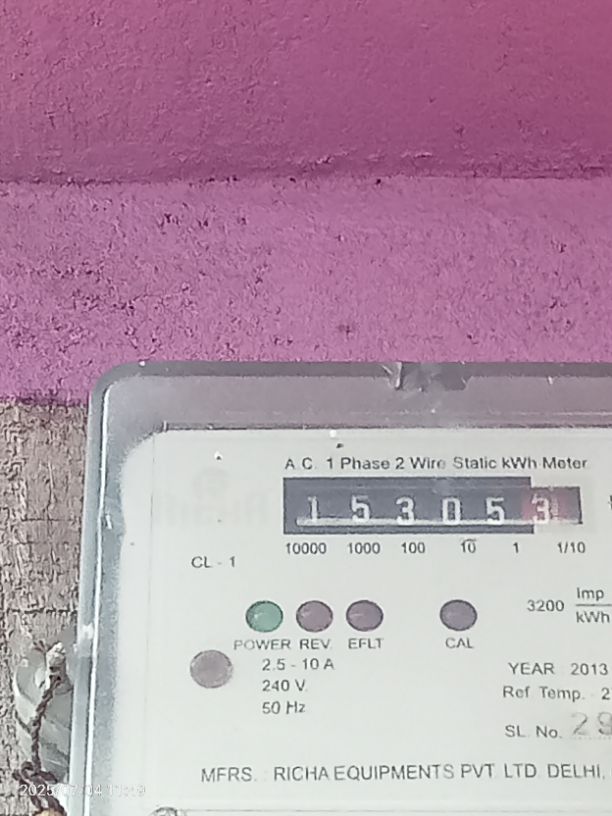 A.C. 1 Phase 2 Wire Static kWh Meter
1 5 3 0 5 3
10000 1000 100 10 1 1/10
CL - 1
3200 Imp
kWh
POWER REV. EFLT CAL
2.5 - 10 A
240 V.
50 Hz
YEAR : 2013
Ref. Temp. - 2
SL. No. 29
MFRS. : RICHA EQUIPMENTS PVT. LTD. DELHI,